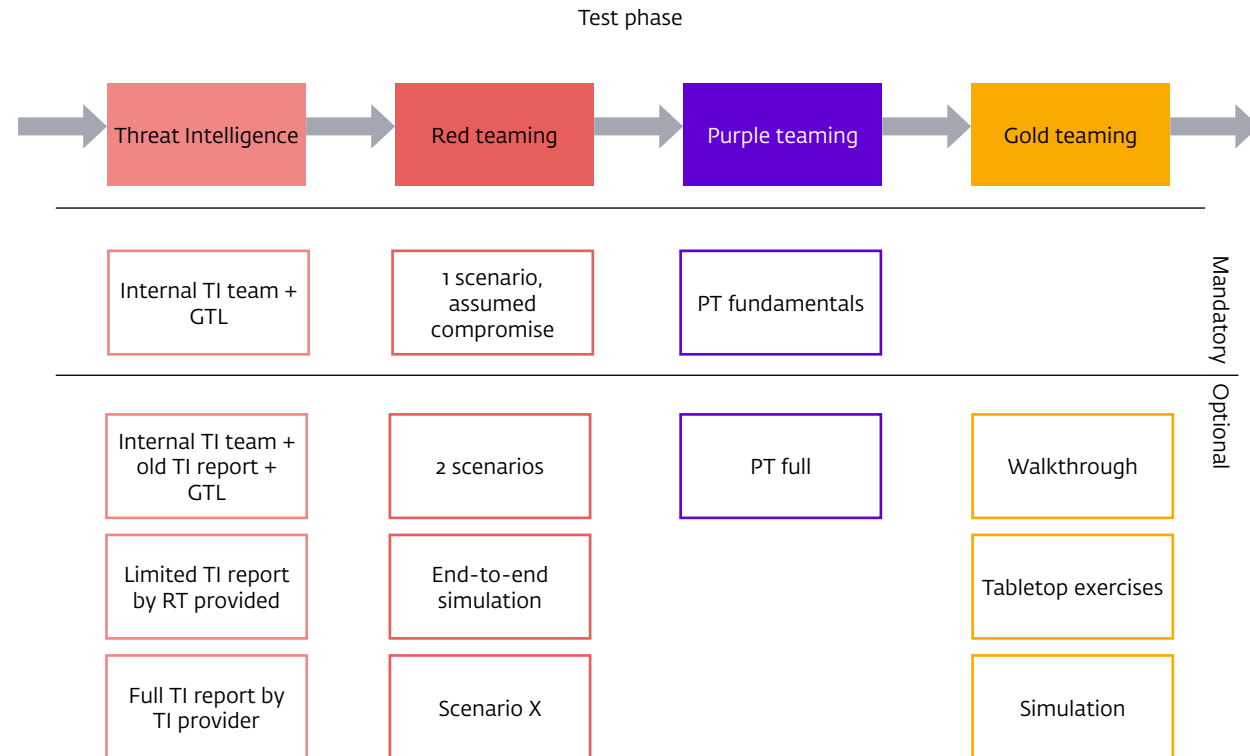 Test phase
Threat Intelligence
Red teaming
Purple teaming
Gold teaming
Mandatory
Internal TI team +
GTL
1 scenario,
assumed
compromise
PT fundamentals
Optional
Internal TI team +
old TI report +
GTL
2 scenarios
PT full
Walkthrough
Limited TI report
by RT provided
End-to-end
simulation
Tabletop exercises
Full TI report by
TI provider
Scenario X
Simulation